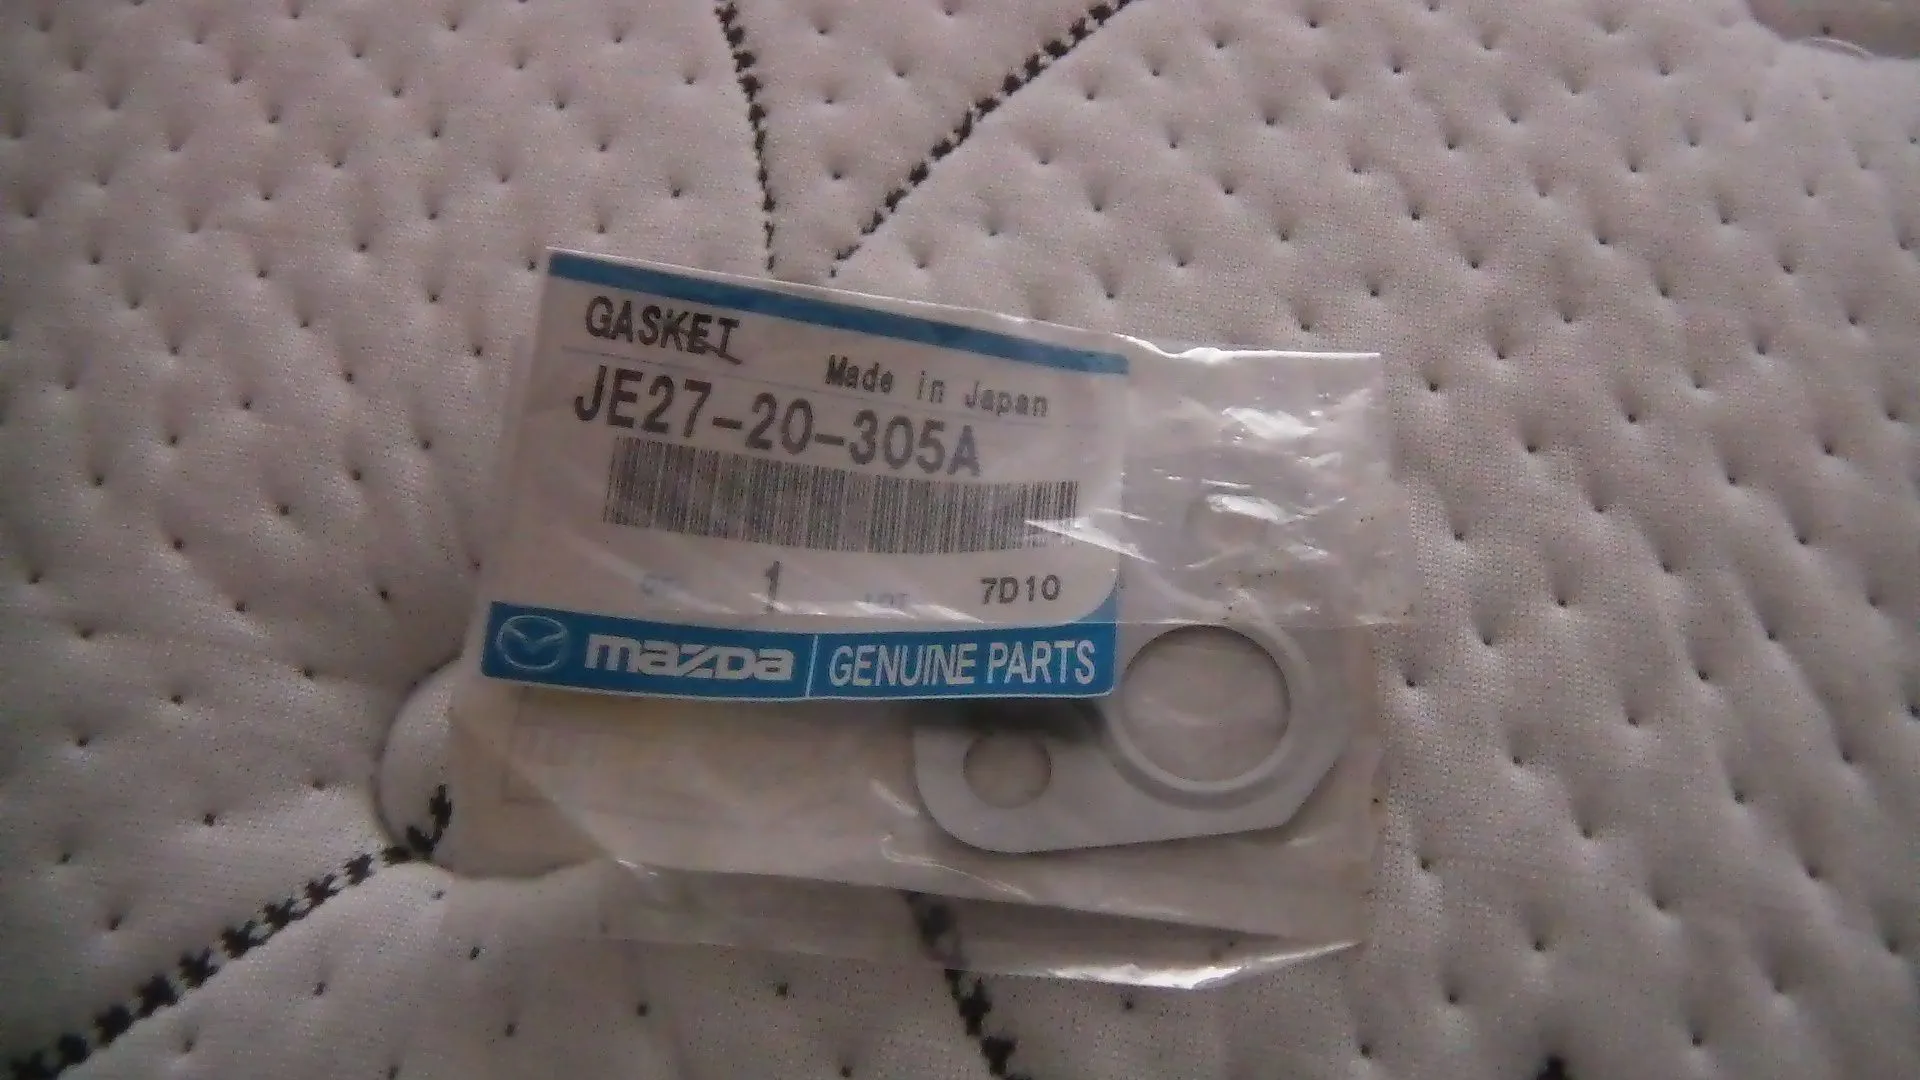 GASKET
Made in Japan
JE27-20-305A
1 7D10
mazda GENUINE PARTS